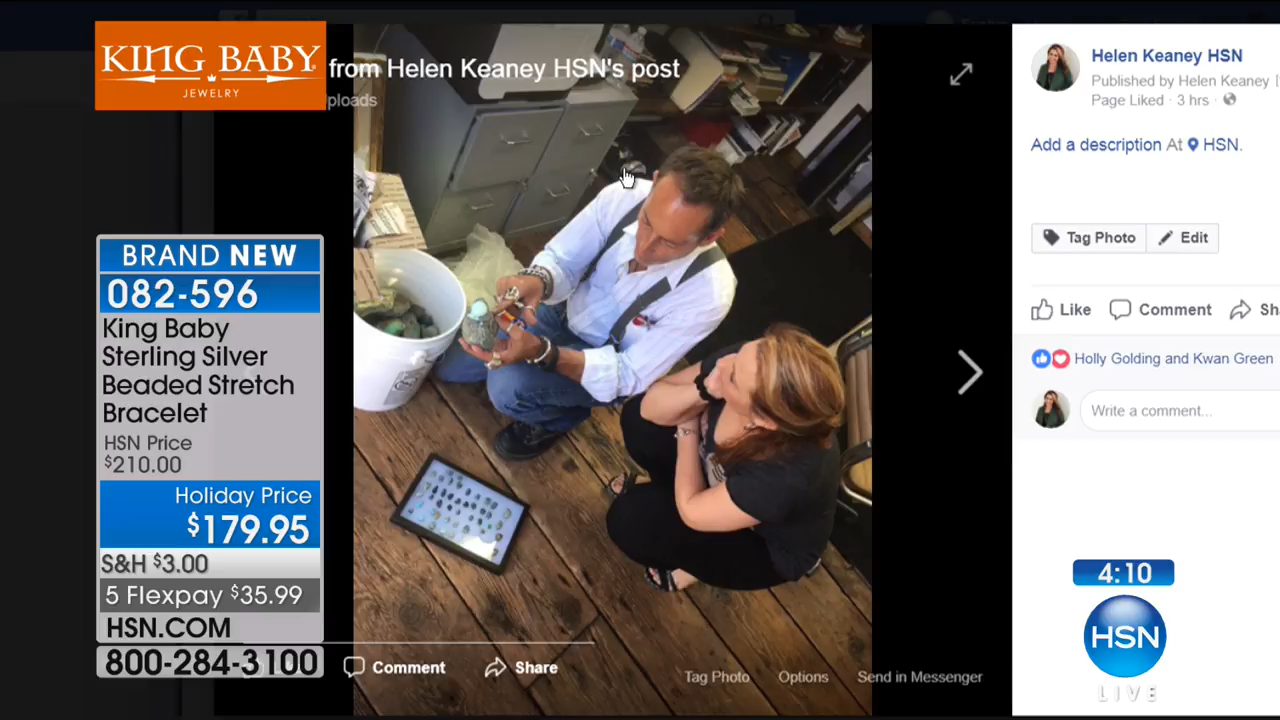 KING BABY
JEWELRY
from Helen Keaney HSN's post
ploads
BRAND NEW
082-596
King Baby
Sterling Silver
Beaded Stretch
Bracelet
HSN Price
$210.00
Holiday Price
$179.95
S&H $3.00
5 Flexpay $35.99
HSN.COM
800-284-3100
Comment
Share
Tag Photo
Options
Send in Messenger
Helen Keaney HSN
Published by Helen Keaney
Page Liked · 3 hrs ·
Add a description At HSN.
Tag Photo
Edit
Like
Comment
Sh
Holly Golding and Kwan Green
Write a comment...
4:10
HSN
LIVE